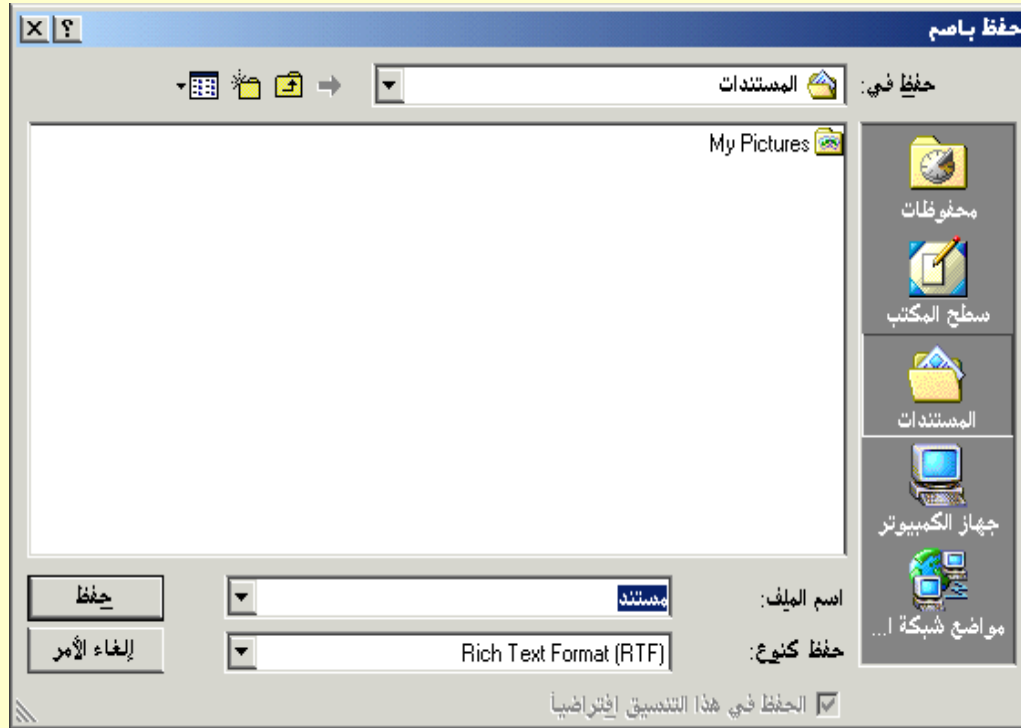 حفظ باسم
حفظ في: المستندات
My Pictures
محفوظات
سطح المكتب
المستندات
جهاز الكمبيوتر
مواضع شبكة ا...
اسم الملف: مستند
حفظ
حفظ كنوع: Rich Text Format (RTF)
إلغاء الأمر
الحفظ في هذا التنسيق افتراضياً